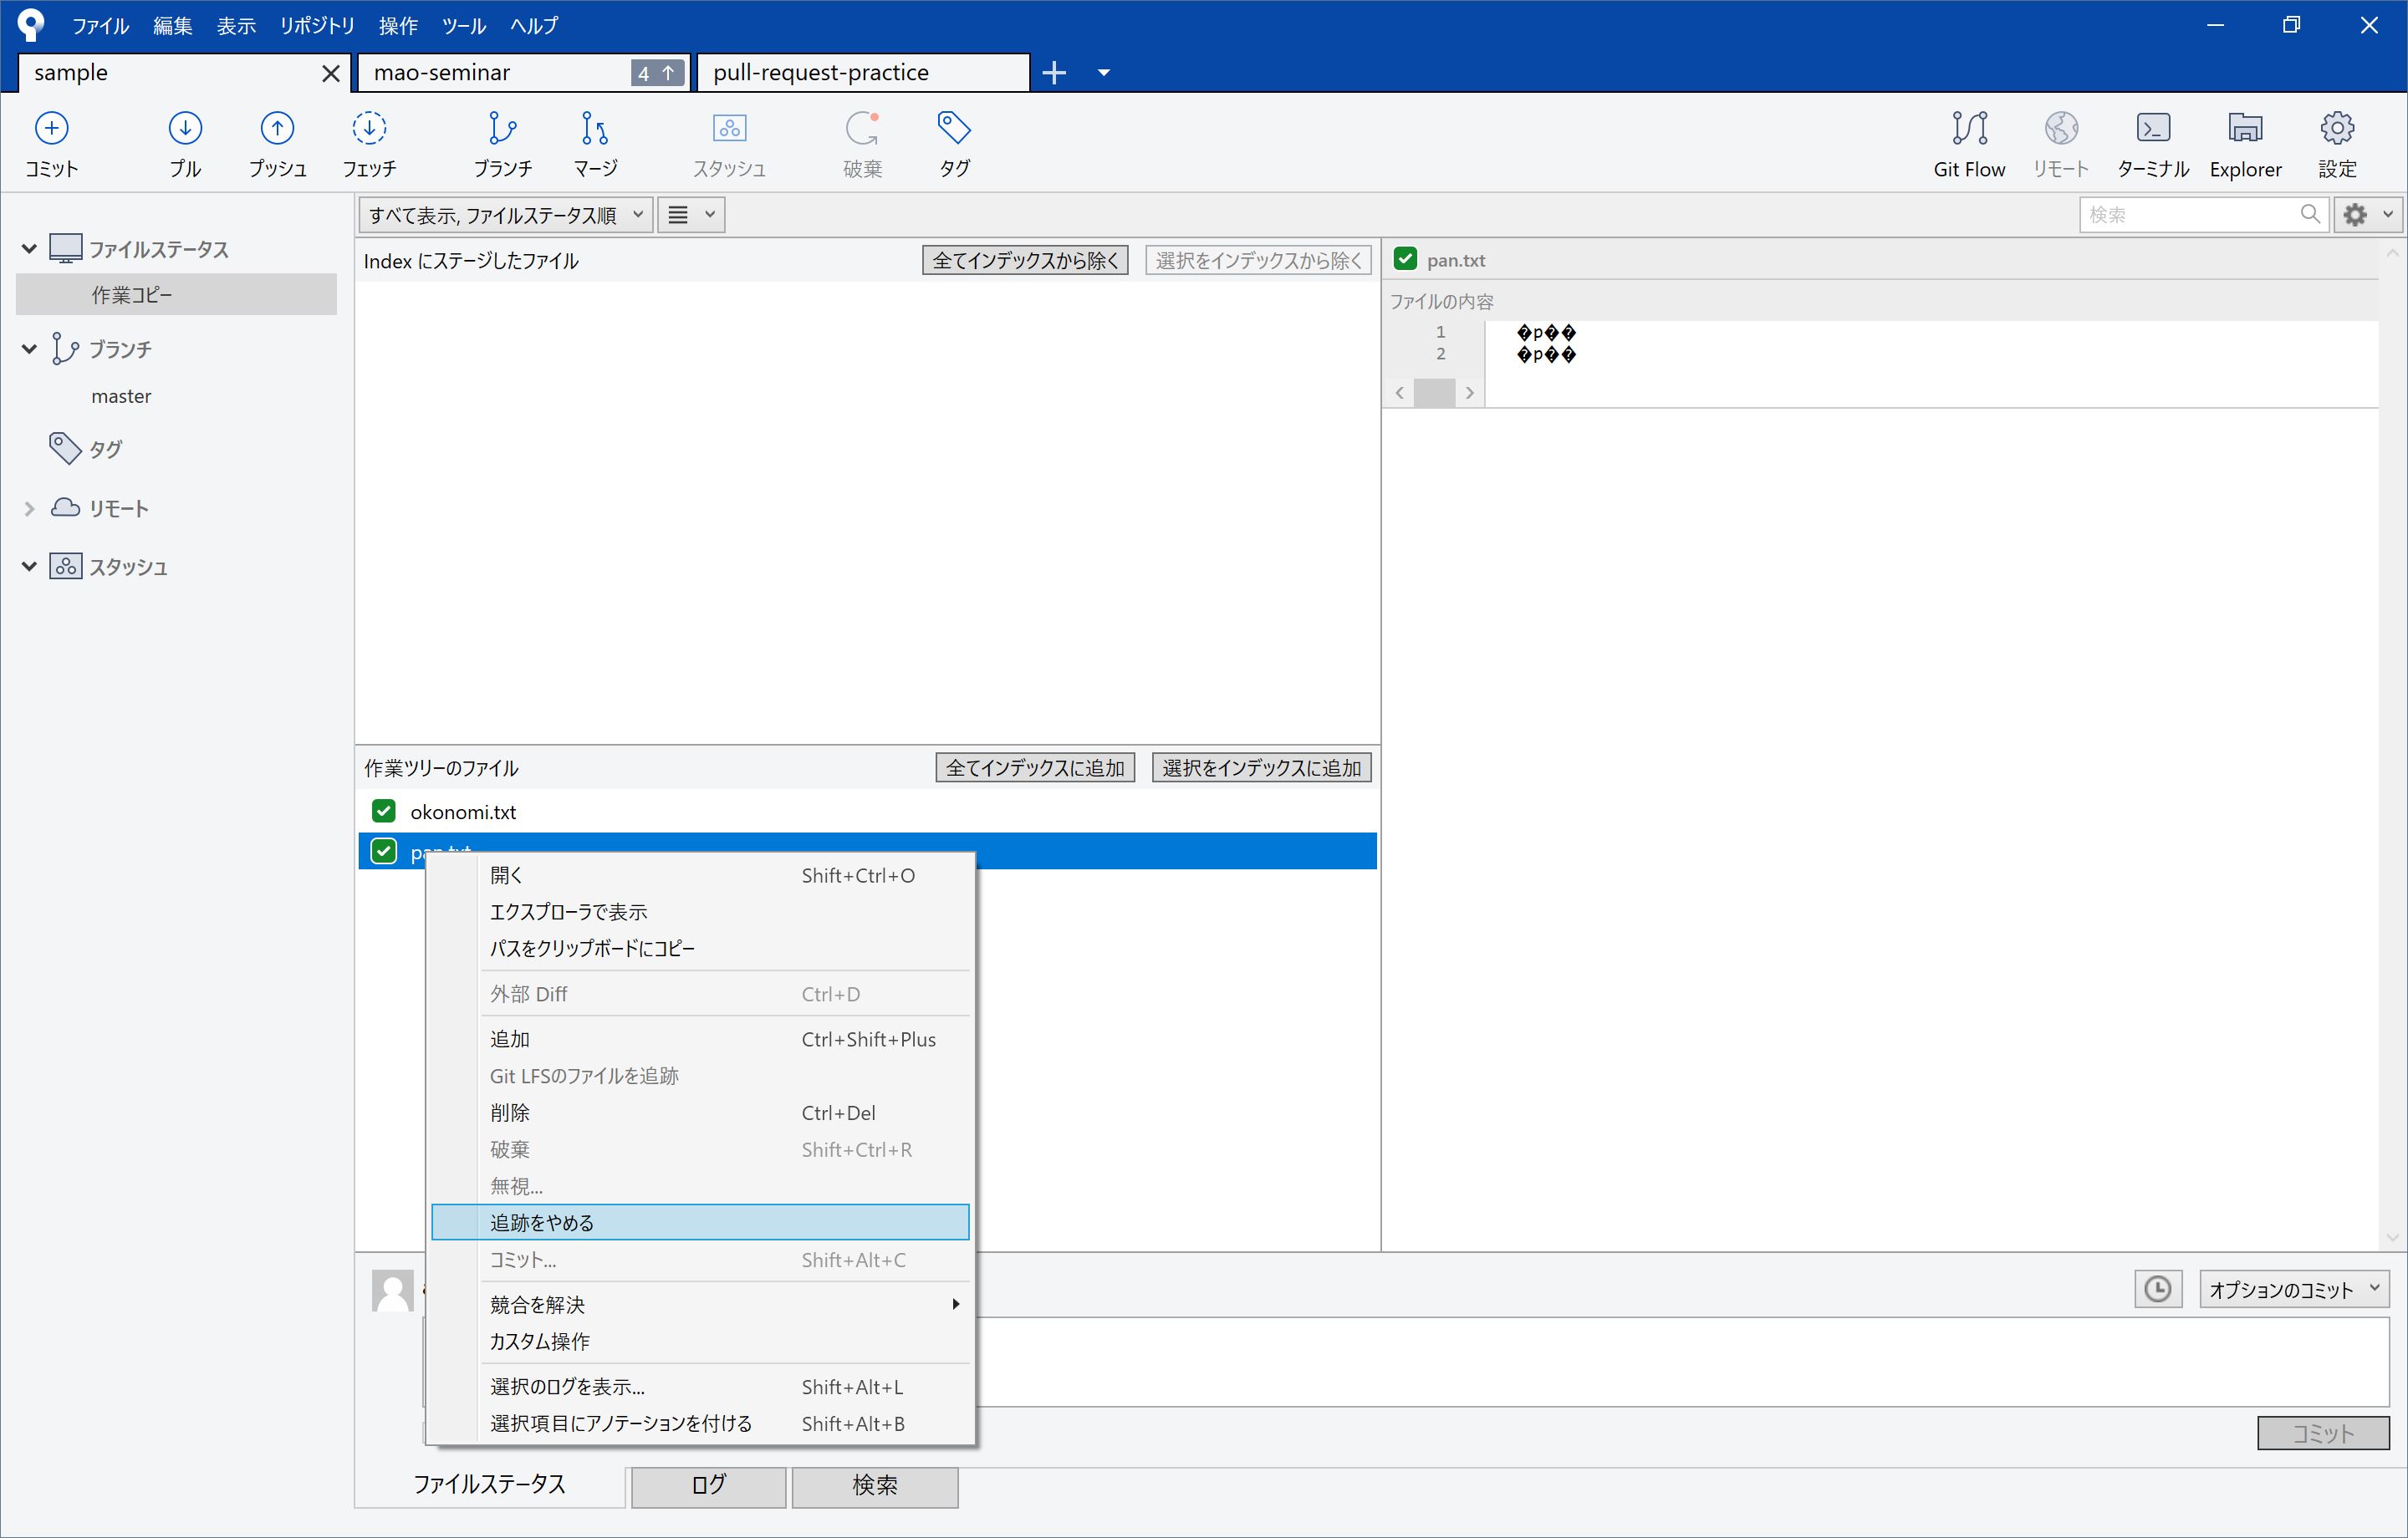 ファイル 編集 表示 リポジトリ 操作 ツール ヘルプ
sample mao-seminar 4 ↑ pull-request-practice
コミット プル プッシュ フェッチ ブランチ マージ スタッシュ 破棄 タグ Git Flow リモート ターミナル Explorer 設定
すべて表示, ファイルステータス順 検索
ファイルステータス
作業コピー
ブランチ
master
タグ
リモート
スタッシュ
Index にステージしたファイル 全てインデックスから除く 選択をインデックスから除く
pan.txt
ファイルの内容
1 �p��
2 �p��
作業ツリーのファイル 全てインデックスに追加 選択をインデックスに追加
okonomi.txt
開く Shift+Ctrl+O
エクスプローラで表示
パスをクリップボードにコピー
外部 Diff Ctrl+D
追加 Ctrl+Shift+Plus
Git LFSのファイルを追跡
削除 Ctrl+Del
破棄 Shift+Ctrl+R
無視...
追跡をやめる
コミット... Shift+Alt+C
競合を解決
カスタム操作
選択のログを表示... Shift+Alt+L
選択項目にアノテーションを付ける Shift+Alt+B
オプションのコミット
コミット
ファイルステータス ログ 検索